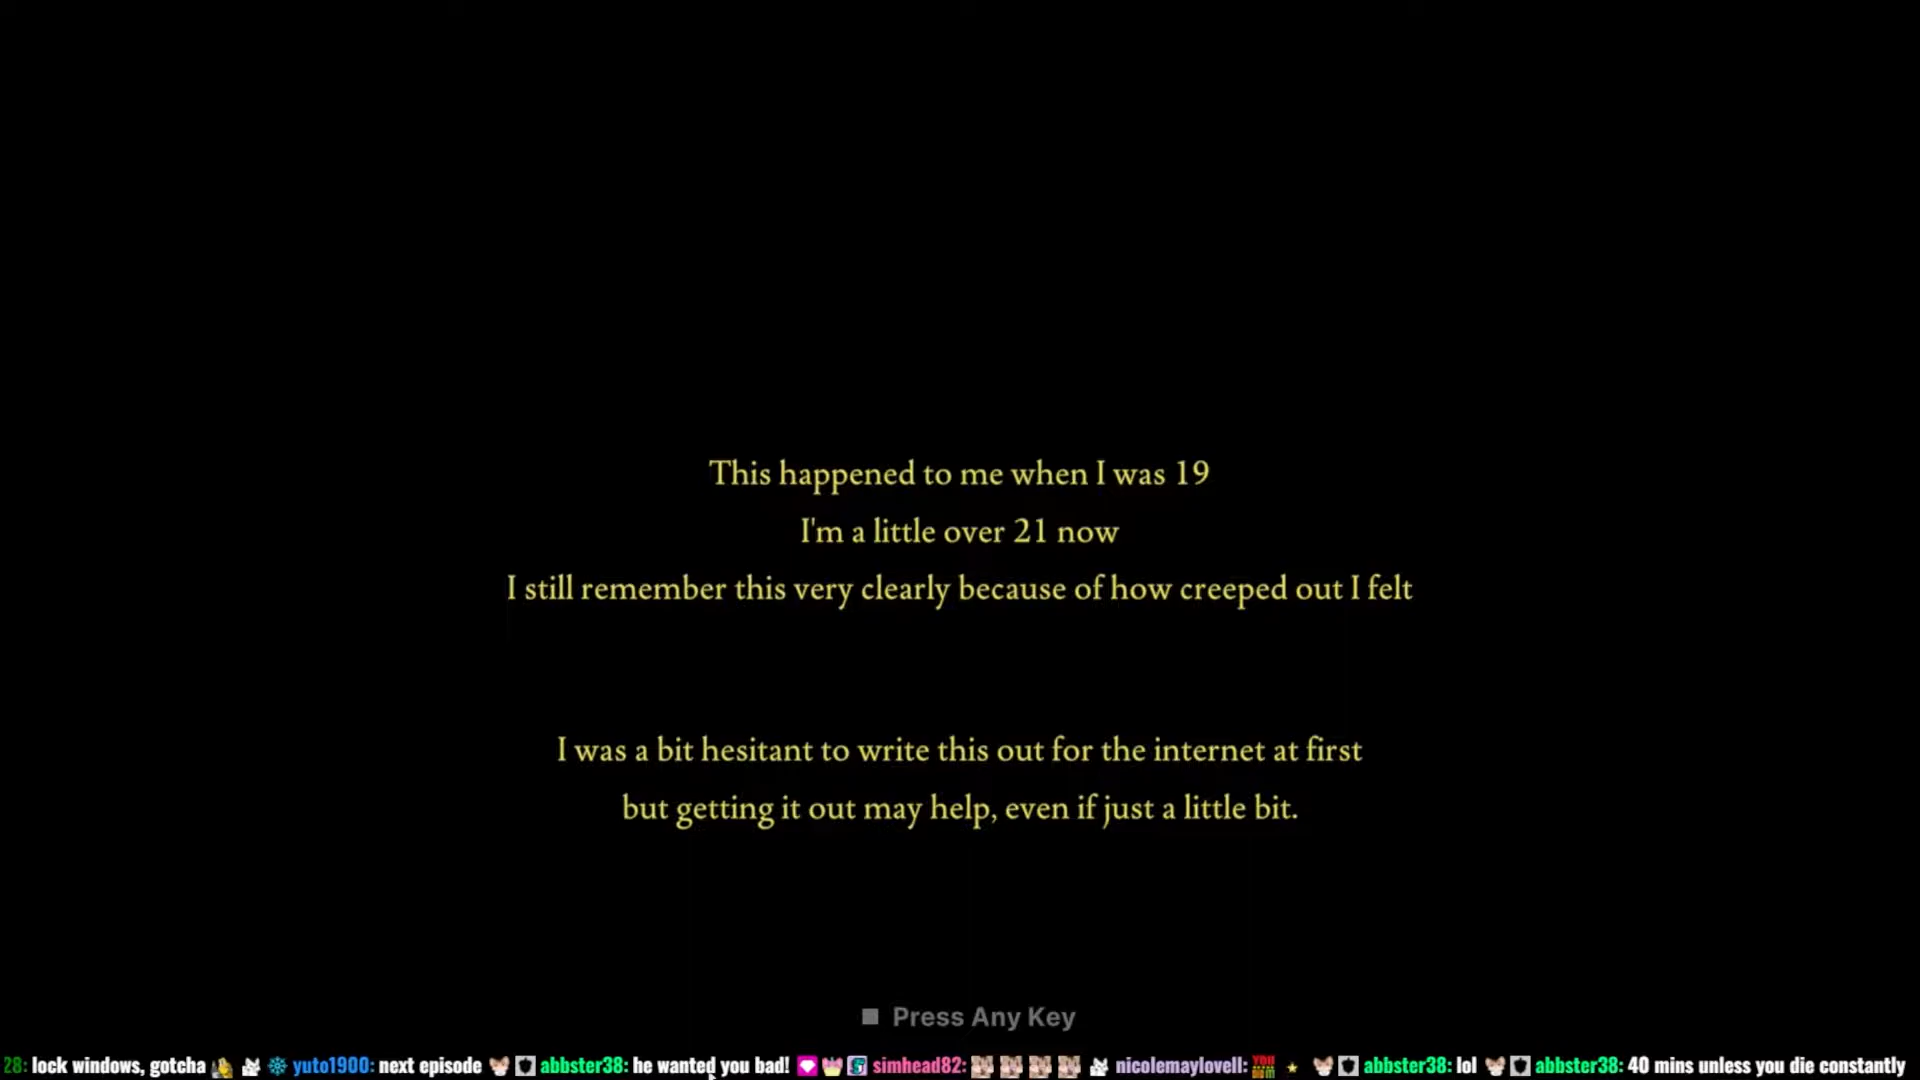 This happened to me when I was 19
I'm a little over 21 now
I still remember this very clearly because of how creeped out I felt
I was a bit hesitant to write this out for the internet at first
but getting it out may help, even if just a little bit.
Press Any Key
28: lock windows, gotcha yuto1900: next episode abbster38: he wanted you bad! simhead82: nicolemaylovell: YOU abbster38: lol abbster38: 40 mins unless you die constantly